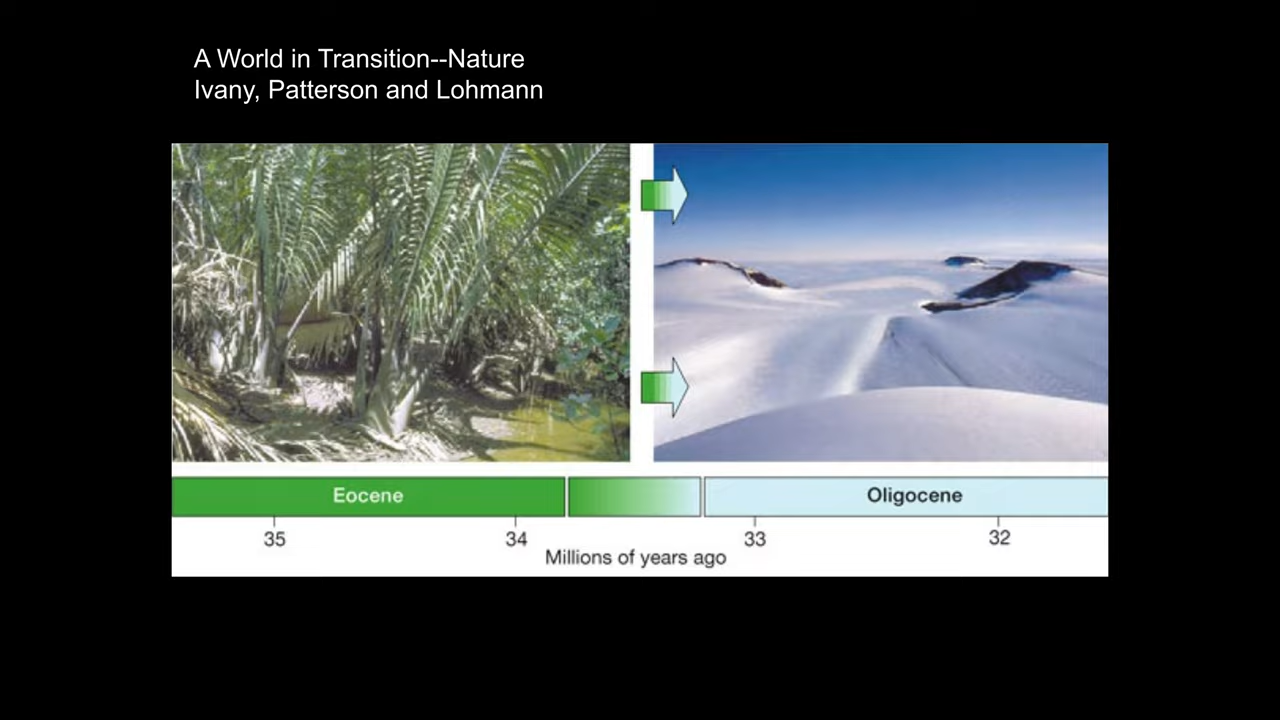 A World in Transition--Nature
Ivany, Patterson and Lohmann
Eocene
Oligocene
35
34
33
32
Millions of years ago